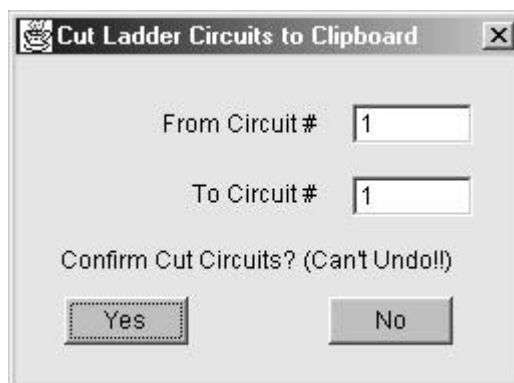 Cut Ladder Circuits to Clipboard
From Circuit # 1
To Circuit # 1
Confirm Cut Circuits? (Can't Undo!!)
Yes No